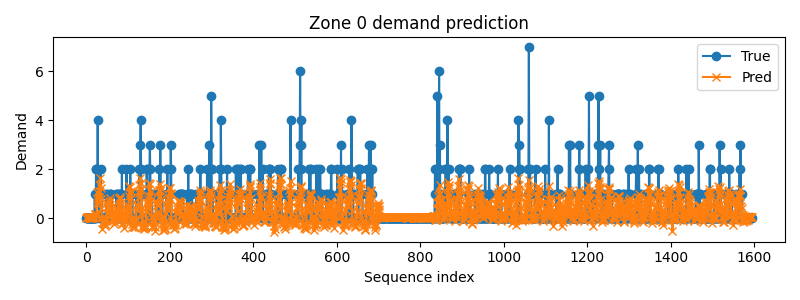 Zone 0 demand prediction
True
Pred
Demand
6
4
2
0
0 200 400 600 800 1000 1200 1400 1600
Sequence index